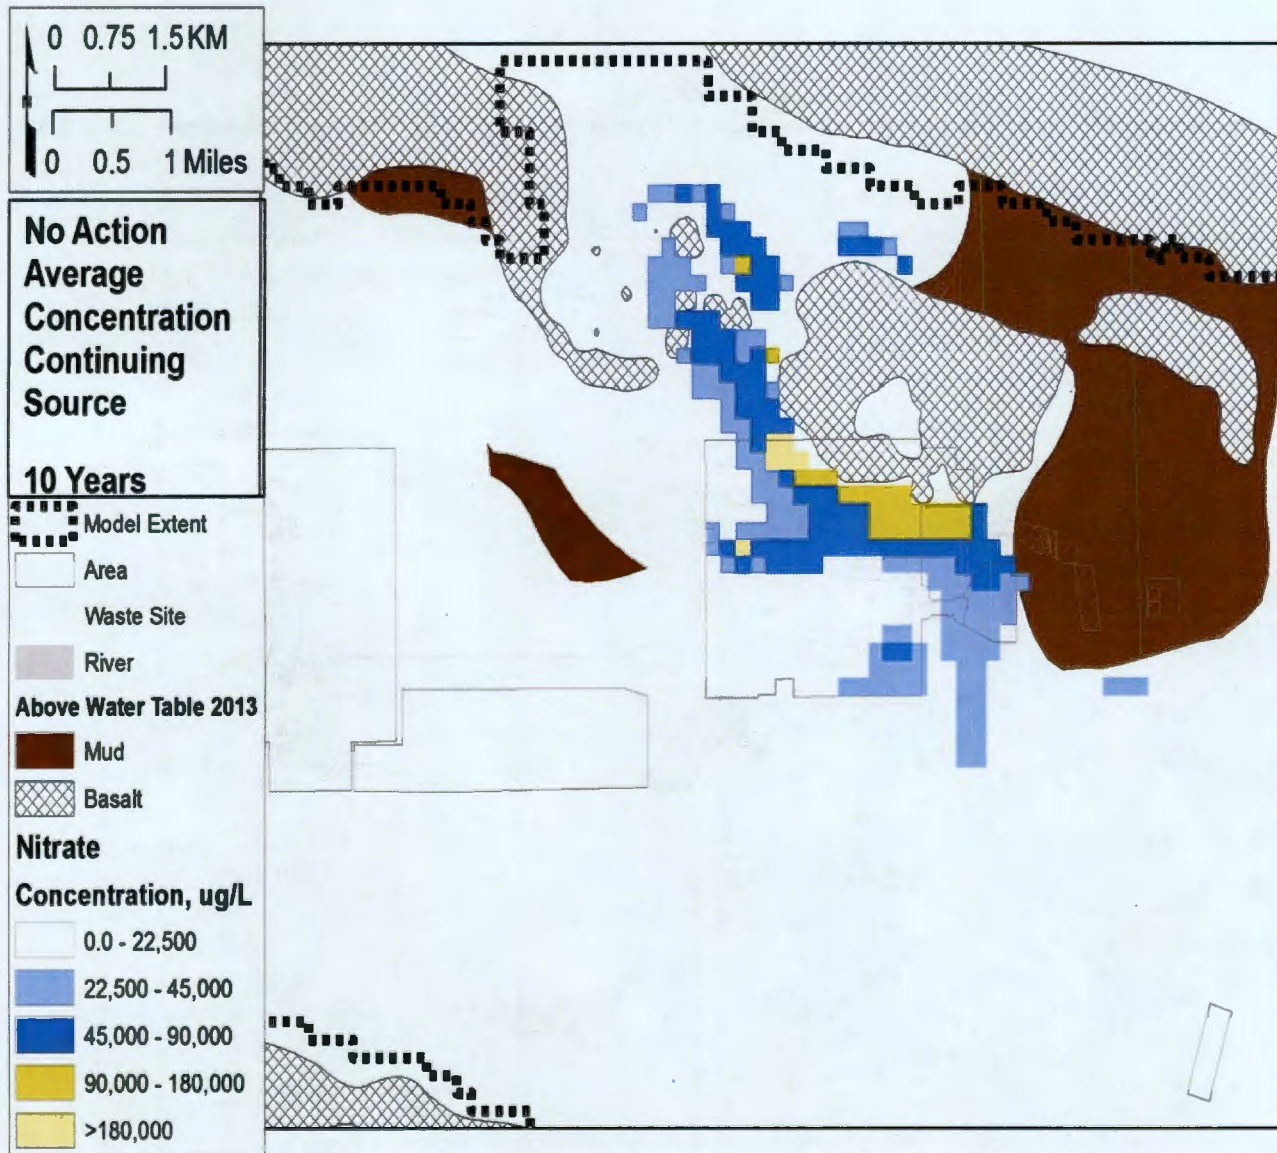 0 0.75 1.5 KM
0 0.5 1 Miles
No Action
Average
Concentration
Continuing
Source
10 Years
Model Extent
Area
Waste Site
River
Above Water Table 2013
Mud
Basalt
Nitrate
Concentration, ug/L
0.0 - 22,500
22,500 - 45,000
45,000 - 90,000
90,000 - 180,000
>180,000